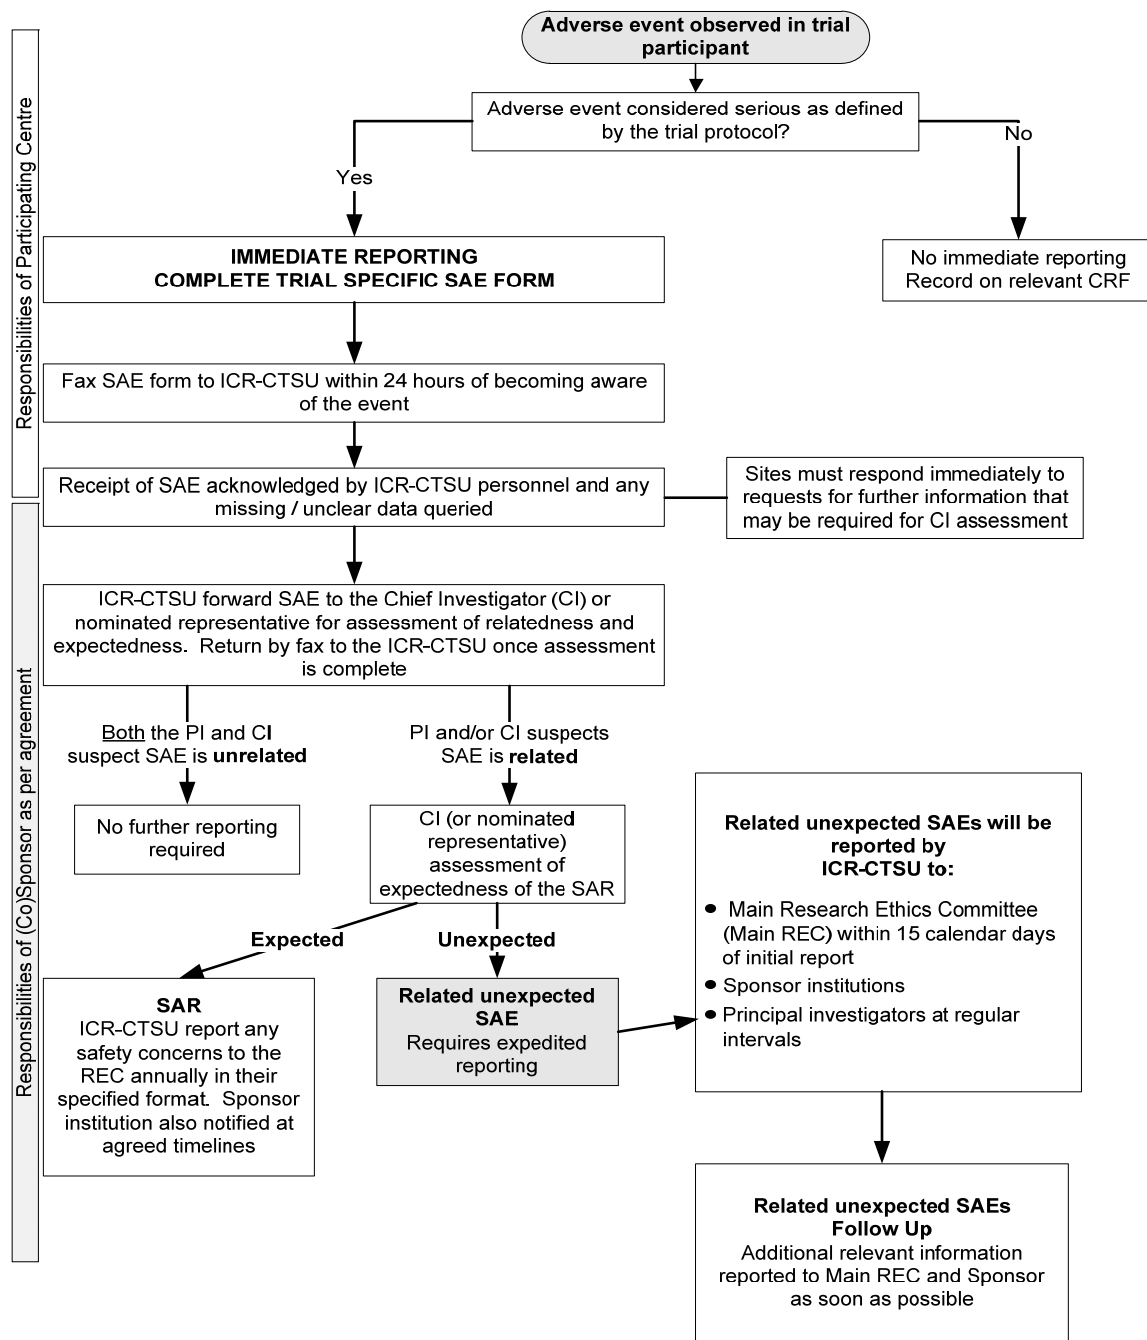 Adverse event observed in trial
participant
Adverse event considered serious as defined
by the trial protocol?
Yes
No
IMMEDIATE REPORTING
COMPLETE TRIAL SPECIFIC SAE FORM
No immediate reporting
Record on relevant CRF
Fax SAE form to ICR-CTSU within 24 hours of becoming aware
of the event
Receipt of SAE acknowledged by ICR-CTSU personnel and any
missing / unclear data queried
Sites must respond immediately to
requests for further information that
may be required for CI assessment
Responsibilities of Participating Centre
ICR-CTSU forward SAE to the Chief Investigator (CI) or
nominated representative for assessment of relatedness and
expectedness.  Return by fax to the ICR-CTSU once assessment
is complete
Both the PI and CI
suspect SAE is unrelated
PI and/or CI suspects
SAE is related
No further reporting
required
CI (or nominated
representative)
assessment of
expectedness of the SAR
Expected
Unexpected
SAR
ICR-CTSU report any
safety concerns to the
REC annually in their
specified format.  Sponsor
institution also notified at
agreed timelines
Related unexpected
SAE
Requires expedited
reporting
Related unexpected SAEs will be
reported by
ICR-CTSU to:
• Main Research Ethics Committee
(Main REC) within 15 calendar days
of initial report
• Sponsor institutions
• Principal investigators at regular
intervals
Related unexpected SAEs
Follow Up
Additional relevant information
reported to Main REC and Sponsor
as soon as possible
Responsibilities of (Co)Sponsor as per agreement